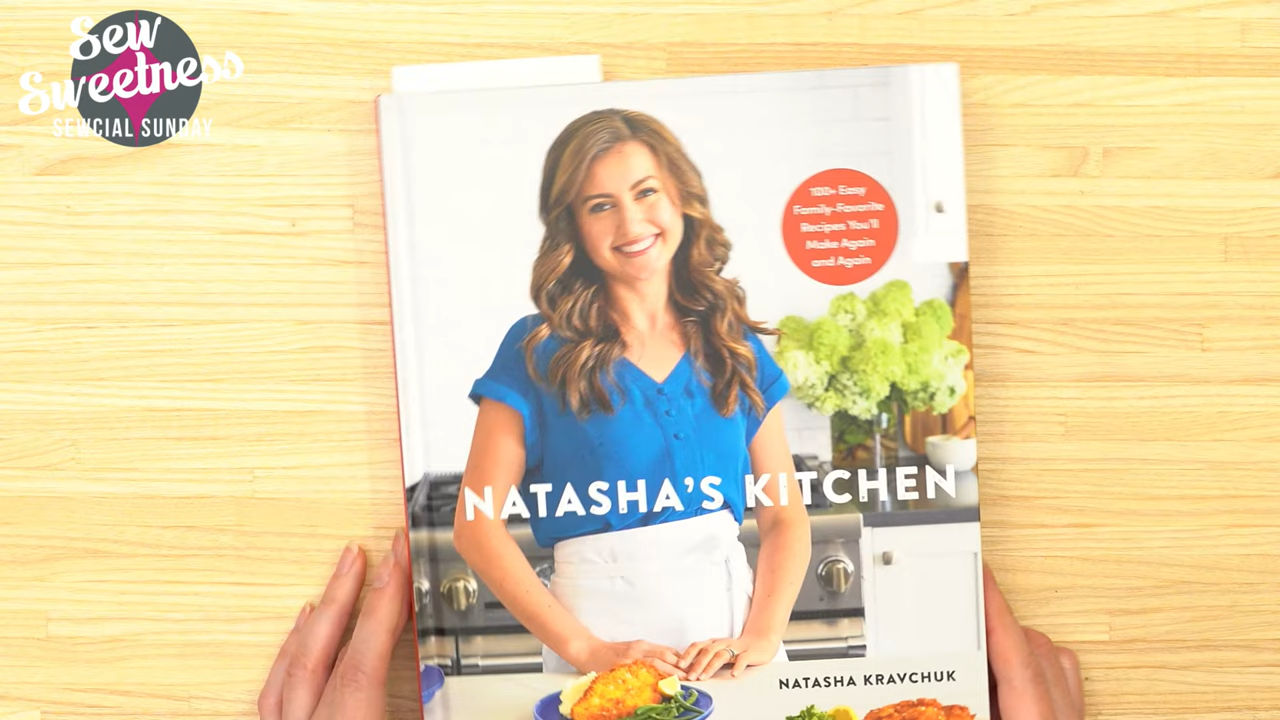 Sew
Sweetness
SEWCIAL SUNDAY
100+ Easy
Family-Favorite
Recipes You'll
Make Again
and Again
NATASHA'S KITCHEN
NATASHA KRAVCHUK